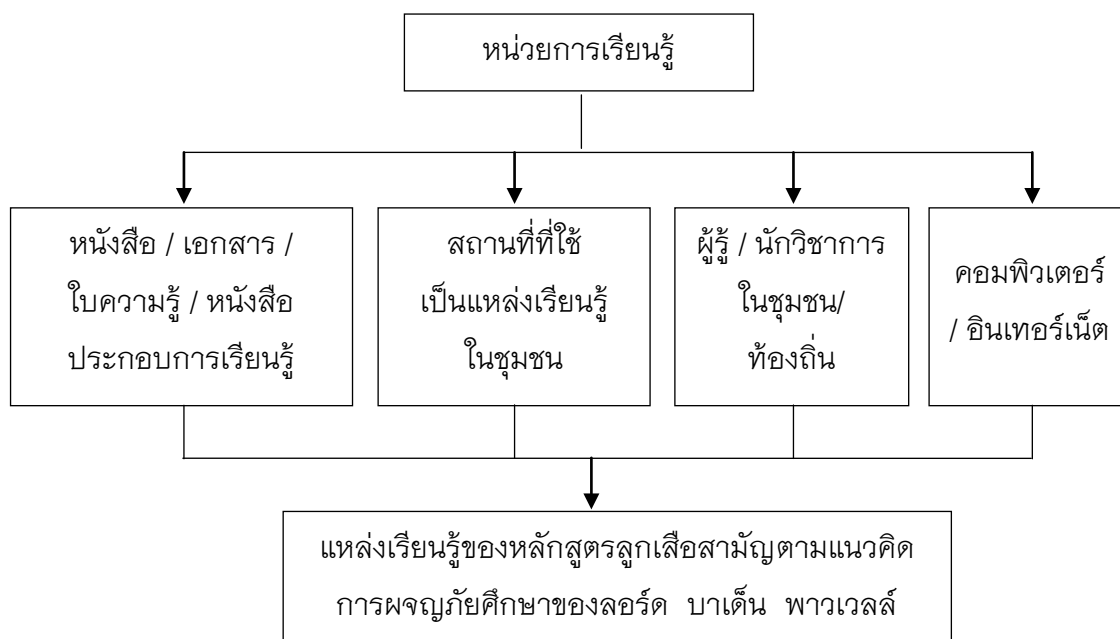 หน่วยการเรียนรู้
หนังสือ / เอกสาร /
ใบความรู้ / หนังสือ
ประกอบการเรียนรู้
สถานที่ที่ใช้
เป็นแหล่งเรียนรู้
ในชุมชน
ผู้รู้ / นักวิชาการ
ในชุมชน/
ท้องถิ่น
คอมพิวเตอร์
/ อินเทอร์เน็ต
แหล่งเรียนรู้ของหลักสูตรลูกเสือสามัญตามแนวคิด
การผจญภัยศึกษาของลอร์ด บาเด็น พาวเวลล์